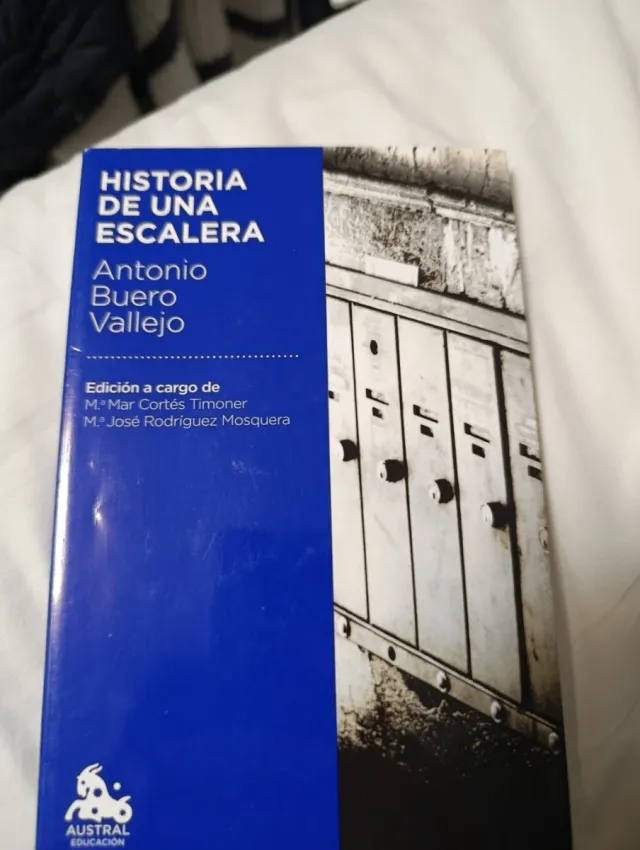 HISTORIA
DE UNA
ESCALERA
Antonio
Buero
Vallejo
Edición a cargo de
M.ª Mar Cortés Timoner
M.ª José Rodríguez Mosquera
AUSTRAL
EDUCACIÓN